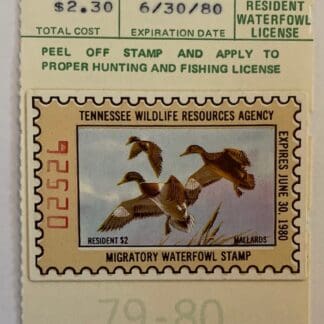 $2.30 6/30/80 RESIDENT
WATERFOWL
TOTAL COST EXPIRATION DATE LICENSE
PEEL OFF STAMP AND APPLY TO
PROPER HUNTING AND FISHING LICENSE
TENNESSEE WILDLIFE RESOURCES AGENCY
02526
EXPIRES JUNE 30, 1980
RESIDENT $2 MALLARDS
MIGRATORY WATERFOWL STAMP
79-80